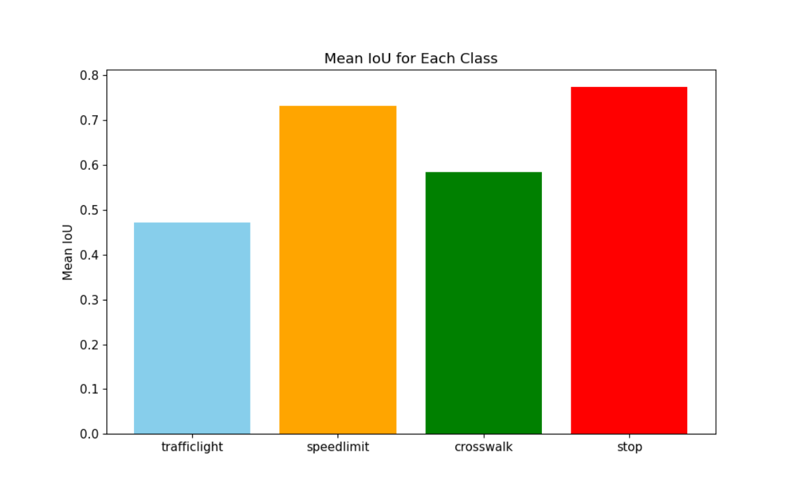 Mean IoU for Each Class
Mean IoU
0.8
0.7
0.6
0.5
0.4
0.3
0.2
0.1
0.0
trafficlight
speedlimit
crosswalk
stop